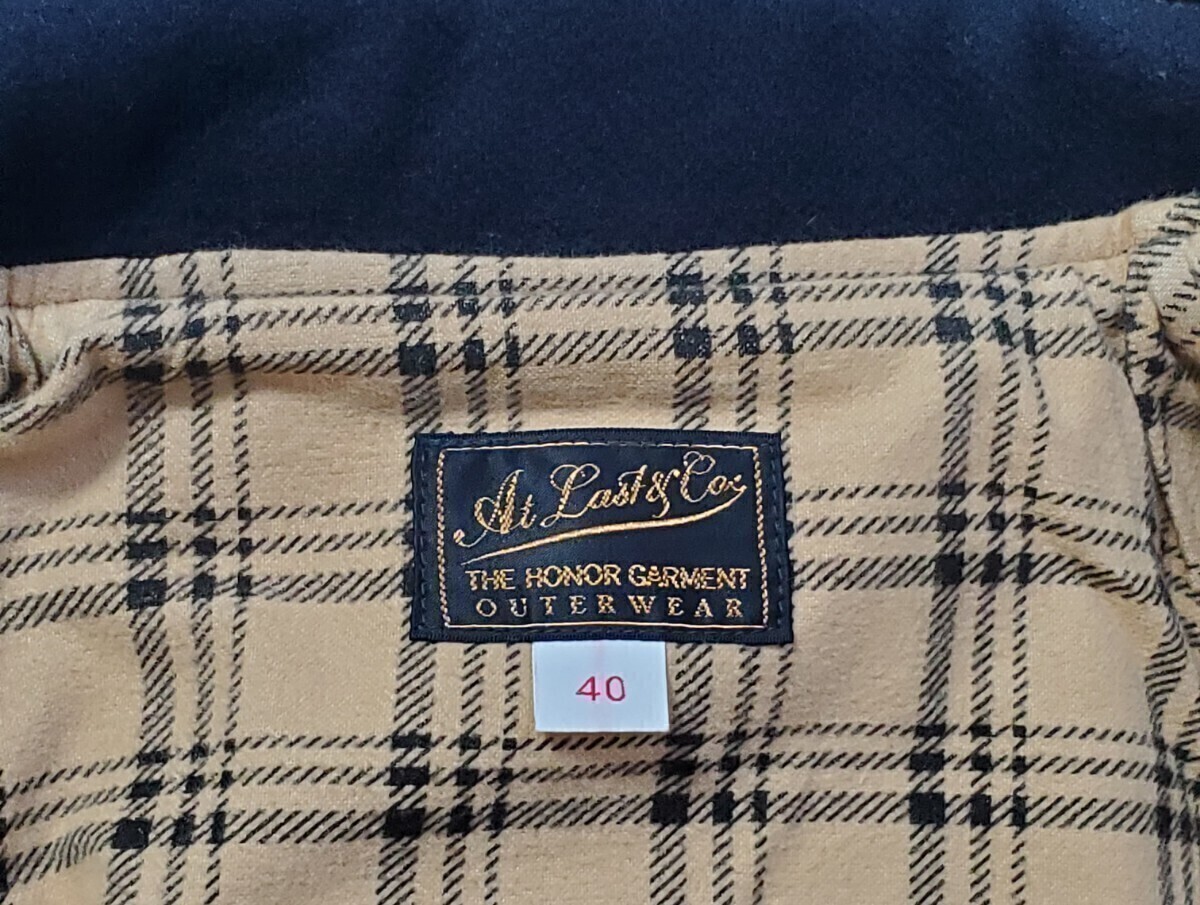 At Last & Co.
THE HONOR GARMENT
OUTERWEAR
40